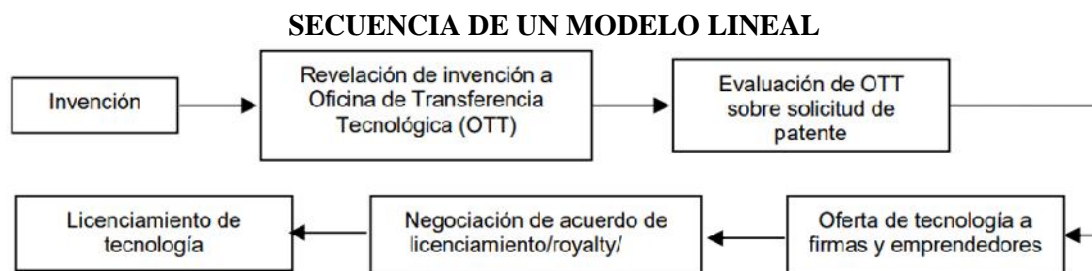 SECUENCIA DE UN MODELO LINEAL
Invención
Revelación de invención a
Oficina de Transferencia
Tecnológica (OTT)
Evaluación de OTT
sobre solicitud de
patente
Oferta de tecnología a
firmas y emprendedores
Negociación de acuerdo de
licenciamiento/royalty/
Licenciamiento de
tecnología